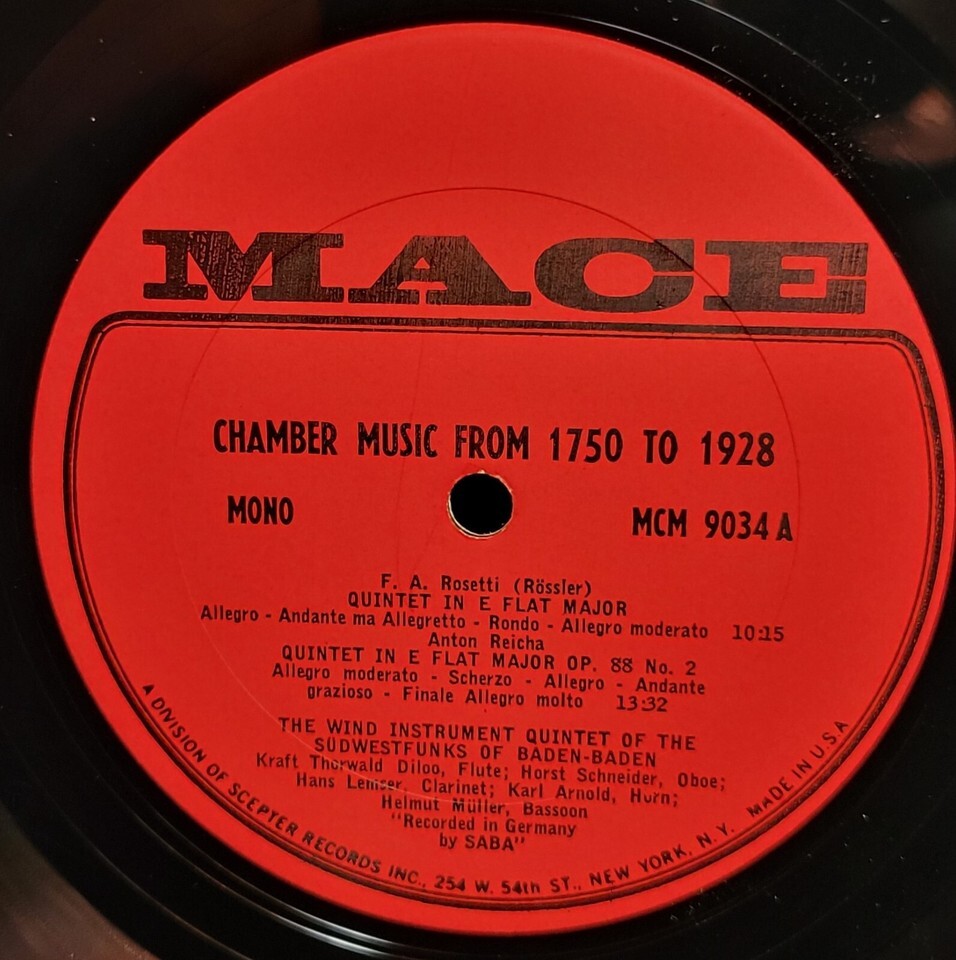 MACE
CHAMBER MUSIC FROM 1750 TO 1928
MONO
MCM 9034 A
F. A. Rosetti (Rössler)
QUINTET IN E FLAT MAJOR
Allegro - Andante ma Allegretto - Rondo - Allegro moderato 10:15
Anton Reicha
QUINTET IN E FLAT MAJOR OP. 88 No. 2
Allegro moderato - Scherzo - Allegro - Andante
grazioso - Finale Allegro molto 13:32
THE WIND INSTRUMENT QUINTET OF THE
SÜDWESTFUNKS OF BADEN-BADEN
Kraft Thorwald Diloo, Flute; Horst Schneider, Oboe;
Hans Lemser, Clarinet; Karl Arnold, Hurn;
Helmut Müller, Bassoon
"Recorded in Germany
by SABA"
A DIVISION OF SCEPTER RECORDS INC., 254 W. 54th ST., NEW YORK, N.Y. MADE IN U.S.A